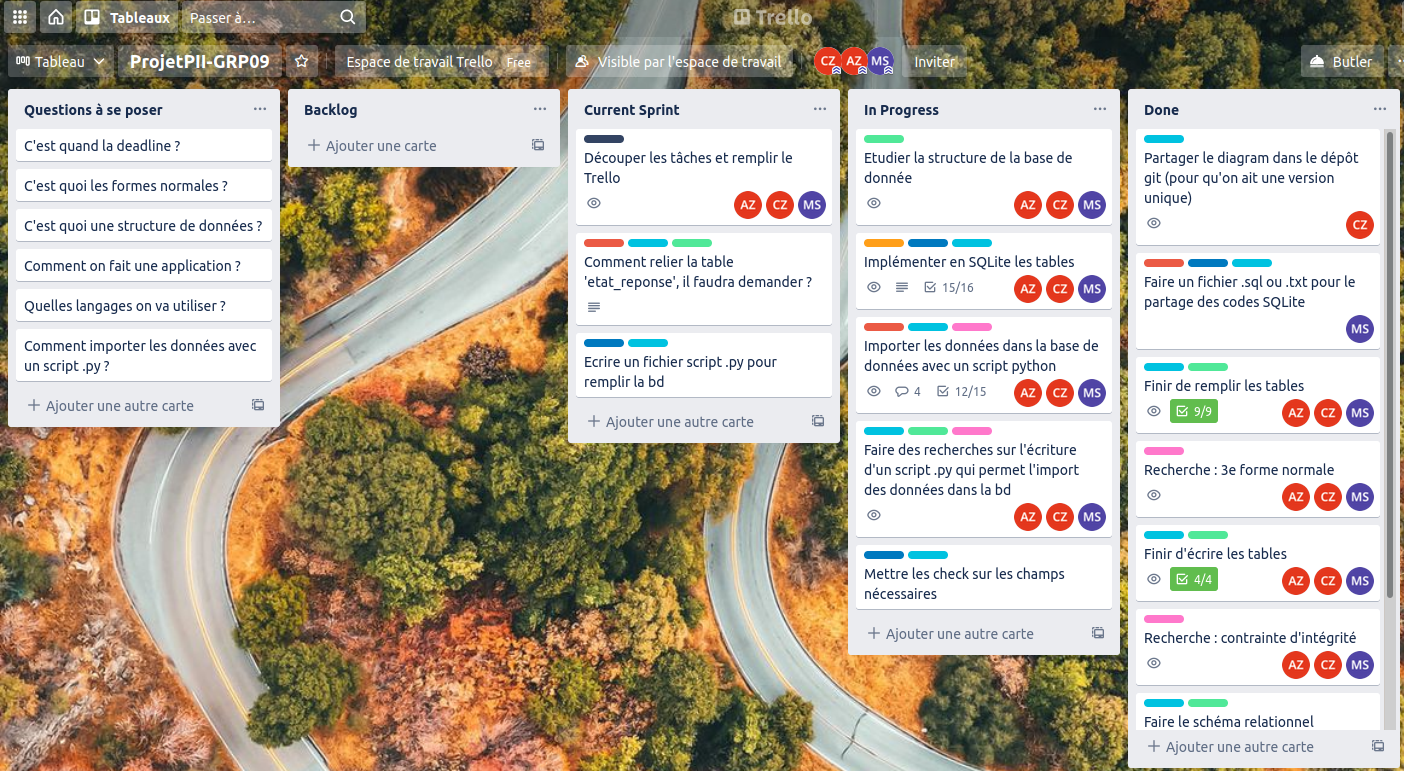 Tableaux
Passer à…
Trello
Tableau
ProjetPII-GRP09
Espace de travail Trello Free
Visible par l'espace de travail
CZ AZ MS
Inviter
Butler
Questions à se poser
C'est quand la deadline ?
C'est quoi les formes normales ?
C'est quoi une structure de données ?
Comment on fait une application ?
Quelles langages on va utiliser ?
Comment importer les données avec
un script .py ?
+ Ajouter une autre carte
Backlog
+ Ajouter une carte
Current Sprint
Découper les tâches et remplir le
Trello
AZ CZ MS
Comment relier la table
'etat_reponse', il faudra demander ?
Ecrire un fichier script .py pour
remplir la bd
+ Ajouter une autre carte
In Progress
Etudier la structure de la base de
donnée
AZ CZ MS
Implémenter en SQLite les tables
15/16 AZ CZ MS
Importer les données dans la base de
données avec un script python
4 12/15 AZ CZ MS
Faire des recherches sur l'écriture
d'un script .py qui permet l'import
des données dans la bd
AZ CZ MS
Mettre les check sur les champs
nécessaires
+ Ajouter une autre carte
Done
Partager le diagram dans le dépôt
git (pour qu'on ait une version
unique)
CZ
Faire un fichier .sql ou .txt pour le
partage des codes SQLite
MS
Finir de remplir les tables
9/9 AZ CZ MS
Recherche : 3e forme normale
AZ CZ MS
Finir d'écrire les tables
4/4 AZ CZ MS
Recherche : contrainte d'intégrité
AZ CZ MS
Faire le schéma relationnel
+ Ajouter une autre carte